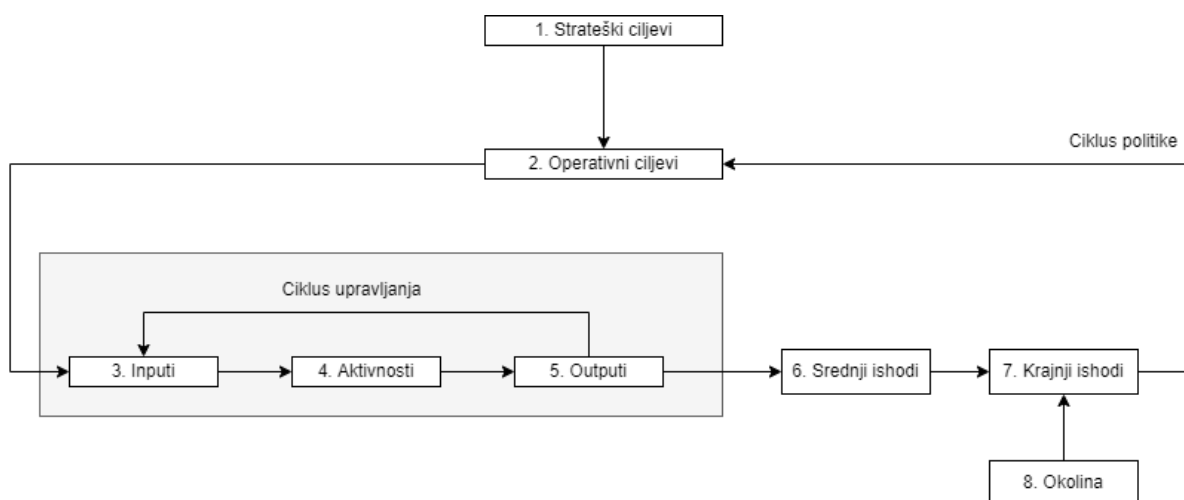 1. Strateški ciljevi
Ciklus politike
2. Operativni ciljevi
Ciklus upravljanja
3. Inputi
4. Aktivnosti
5. Outputi
6. Srednji ishodi
7. Krajnji ishodi
8. Okolina